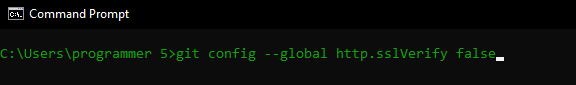 Command Prompt
C:\Users\programmer 5>git config --global http.sslVerify false